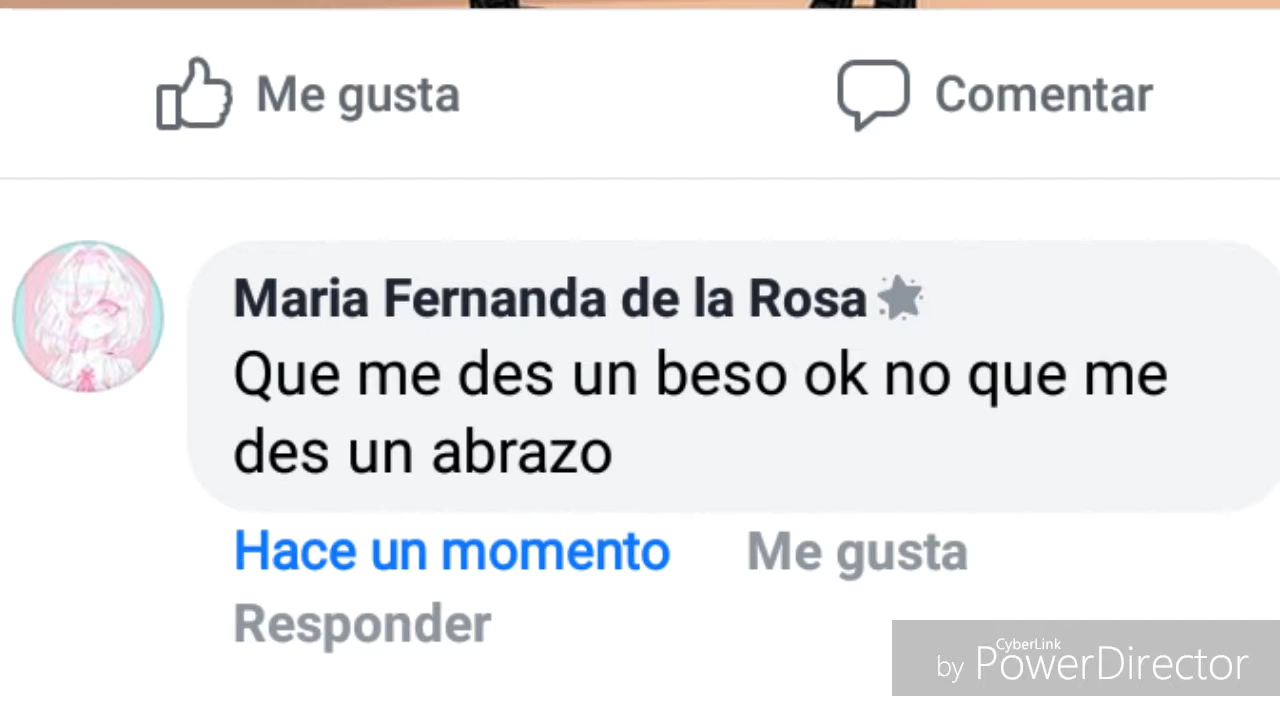 Me gusta
Comentar
Maria Fernanda de la Rosa
Que me des un beso ok no que me
des un abrazo
Hace un momento Me gusta
Responder
CyberLink
by PowerDirector